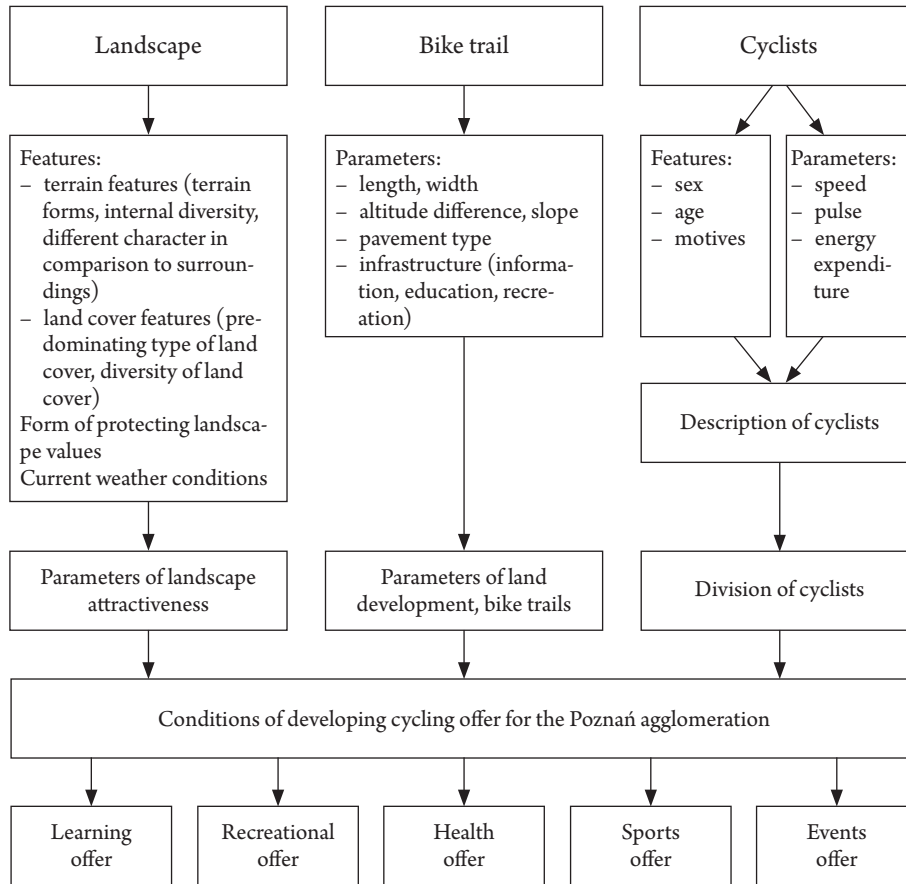 Landscape
Bike trail
Cyclists
Features:
– terrain features (terrain
forms, internal diversity,
different character in
comparison to surroun-
dings)
– land cover features (pre-
dominating type of land
cover, diversity of land
cover)
Form of protecting landsca-
pe values
Current weather conditions
Parameters:
– length, width
– altitude difference, slope
– pavement type
– infrastructure (informa-
tion, education, recre-
ation)
Features:
– sex
– age
– motives
Parameters:
– speed
– pulse
– energy
expendi-
ture
Description of cyclists
Parameters of landscape
attractiveness
Parameters of land
development, bike trails
Division of cyclists
Conditions of developing cycling offer for the Poznań agglomeration
Learning
offer
Recreational
offer
Health
offer
Sports
offer
Events
offer